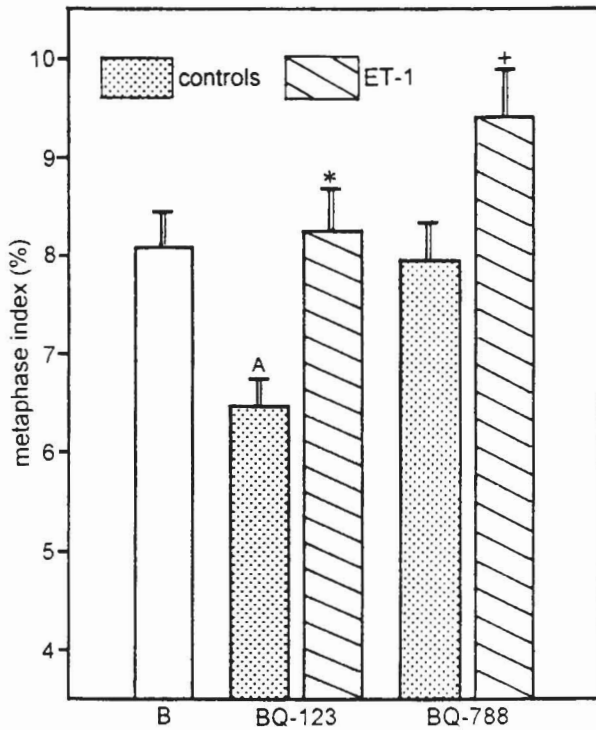 metaphase index (%)
10
9
8
7
6
5
4
controls
ET-1
A
*
+
B
BQ-123
BQ-788